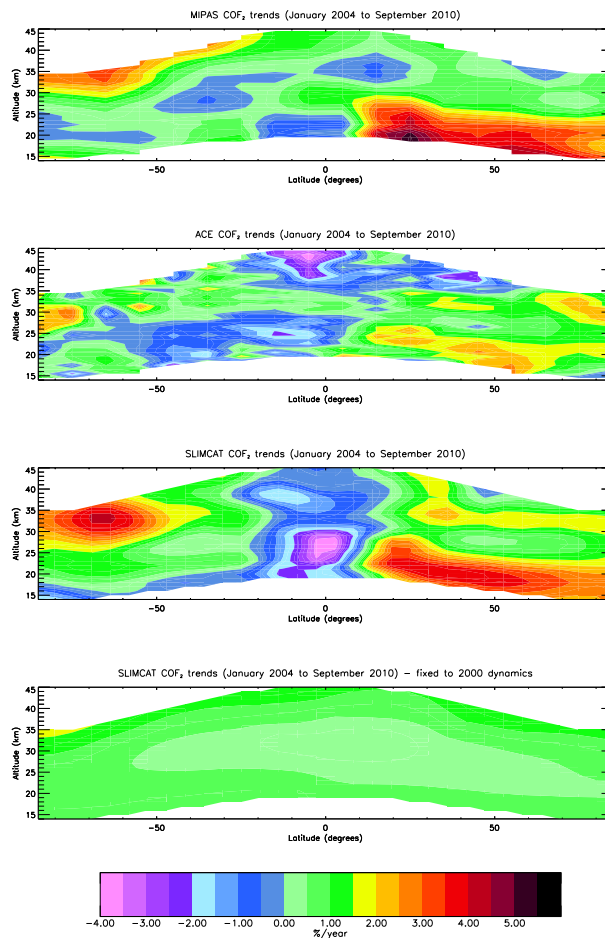 MIPAS COF₂ trends (January 2004 to September 2010)
45
40
35
30
25
20
15
Altitude (km)
−50 0 50
Latitude (degrees)
ACE COF₂ trends (January 2004 to September 2010)
45
40
35
30
25
20
15
Altitude (km)
−50 0 50
Latitude (degrees)
SLIMCAT COF₂ trends (January 2004 to September 2010)
45
40
35
30
25
20
15
Altitude (km)
−50 0 50
Latitude (degrees)
SLIMCAT COF₂ trends (January 2004 to September 2010) − fixed to 2000 dynamics
45
40
35
30
25
20
15
Altitude (km)
−50 0 50
Latitude (degrees)
−4.00 −3.00 −2.00 −1.00 0.00 1.00 2.00 3.00 4.00 5.00
%/year